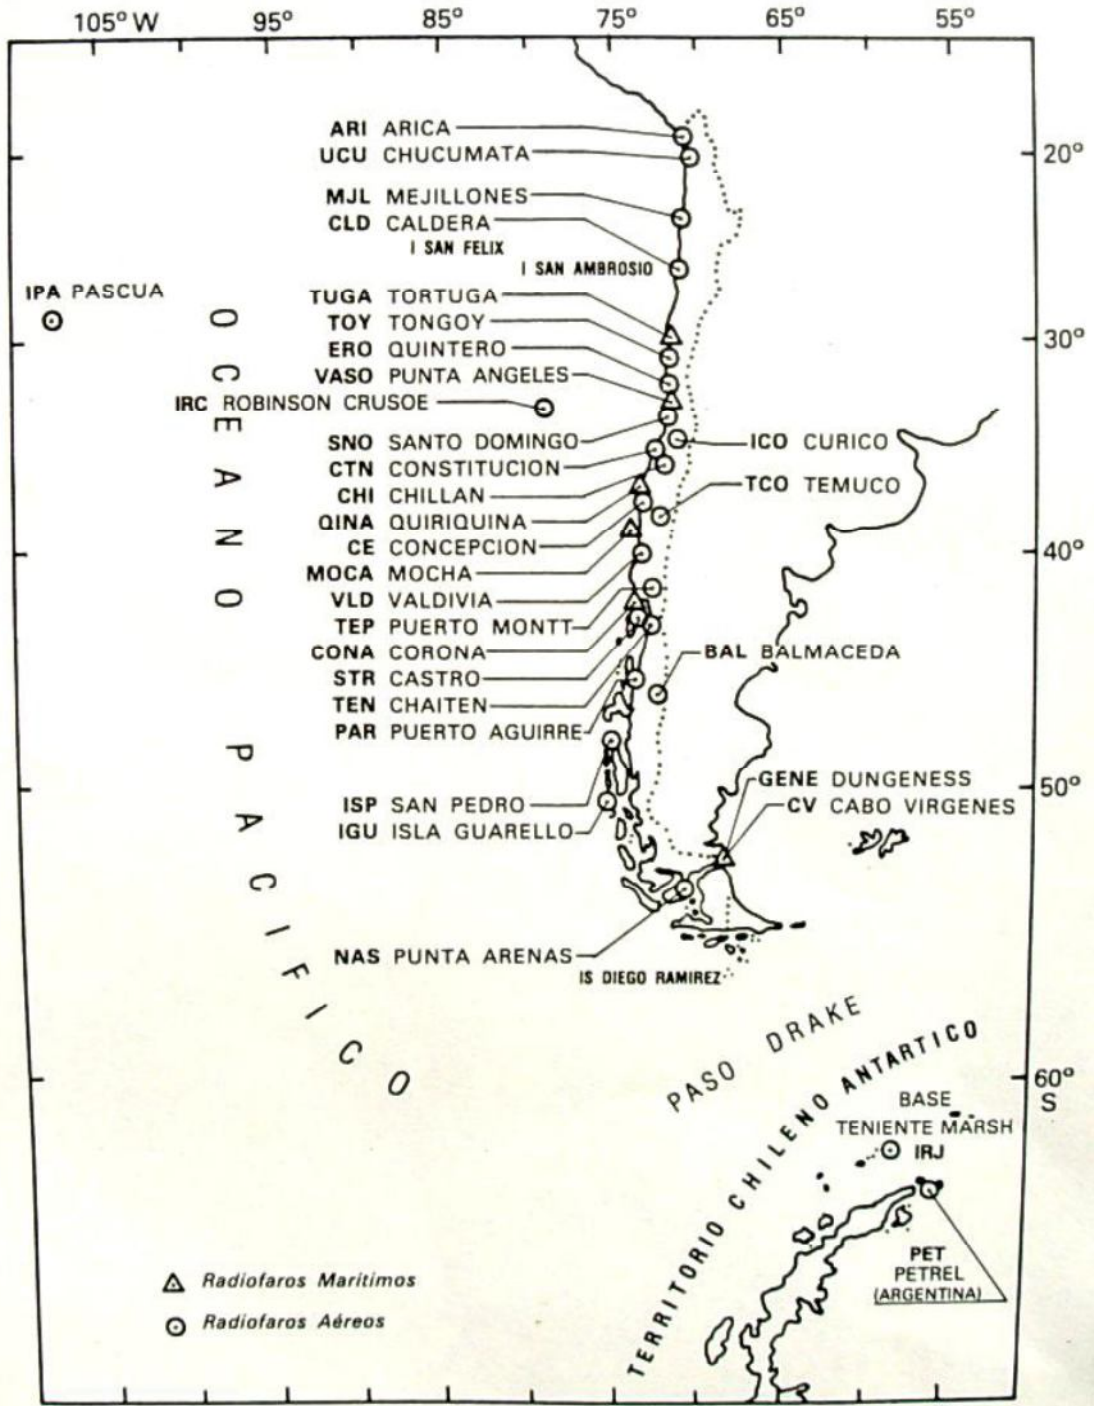 105° W 95° 85° 75° 65° 55°
ARI ARICA
UCU CHUCUMATA
20°
MJL MEJILLONES
CLD CALDERA
I SAN FELIX
I SAN AMBROSIO
IPA PASCUA
TUGA TORTUGA
TOY TONGOY
30°
ERO QUINTERO
VASO PUNTA ANGELES
IRC ROBINSON CRUSOE
SNO SANTO DOMINGO
ICO CURICO
CTN CONSTITUCION
CHI CHILLAN
TCO TEMUCO
QINA QUIRIQUINA
CE CONCEPCION
40°
MOCA MOCHA
VLD VALDIVIA
TEP PUERTO MONTT
CONA CORONA
BAL BALMACEDA
STR CASTRO
TEN CHAITEN
PAR PUERTO AGUIRRE
GENE DUNGENESS
50°
ISP SAN PEDRO
CV CABO VIRGENES
IGU ISLA GUARELLO
NAS PUNTA ARENAS
IS DIEGO RAMIREZ
OCEANO PACIFICO
PASO DRAKE
60°
S
TERRITORIO CHILENO ANTARTICO
BASE
TENIENTE MARSH
IRJ
PET
PETREL
(ARGENTINA)
Radiofaros Marítimos
Radiofaros Aéreos